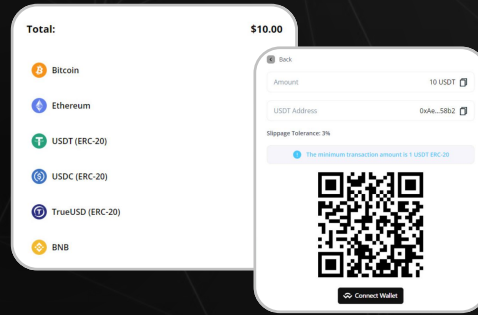 Total: $10.00
Bitcoin
Ethereum
USDT (ERC-20)
USDC (ERC-20)
TrueUSD (ERC-20)
BNB
Back
Amount 10 USDT
USDT Address 0xAe...58b2
Slippage Tolerance: 3%
The minimum transaction amount is 1 USDT ERC-20
Connect Wallet